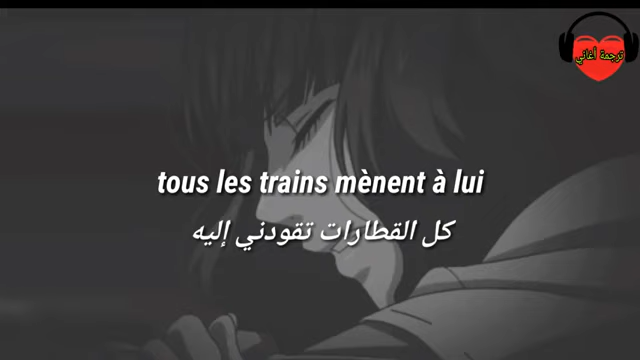 ترجمة أغاني
tous les trains mènent à lui
كل القطارات تقودني إليه